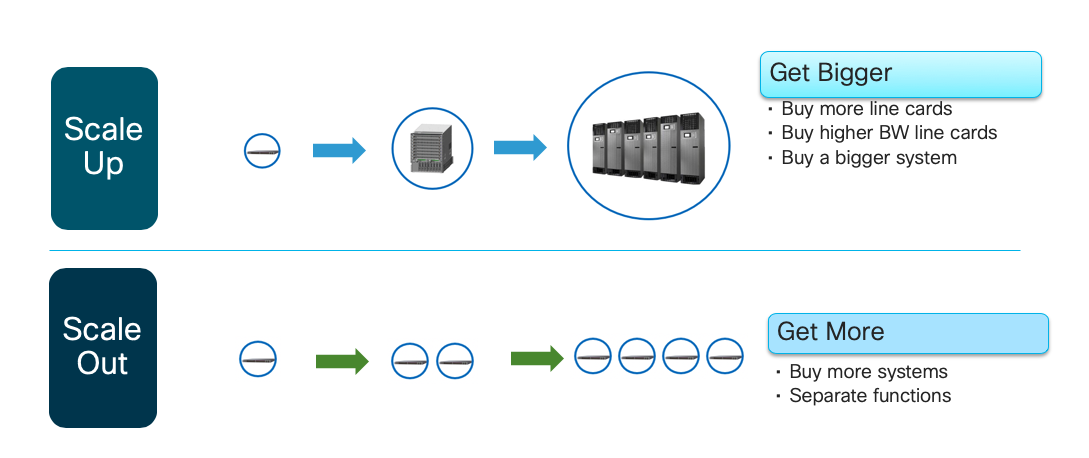 Scale
Up
Get Bigger
· Buy more line cards
· Buy higher BW line cards
· Buy a bigger system
Scale
Out
Get More
· Buy more systems
· Separate functions